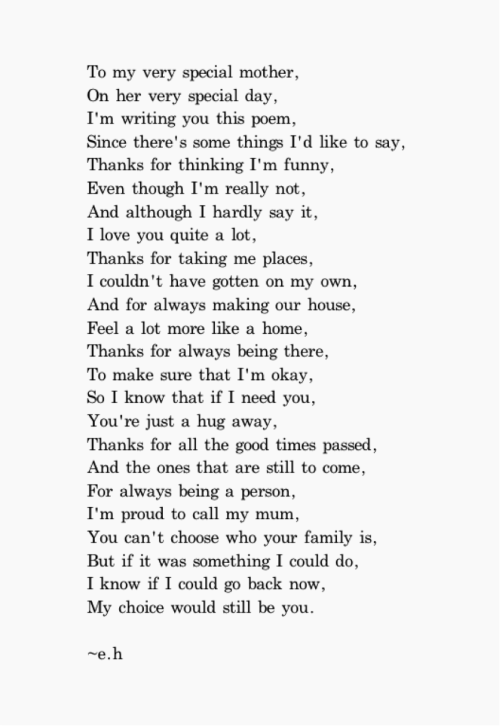 To my very special mother,
On her very special day,
I'm writing you this poem,
Since there's some things I'd like to say,
Thanks for thinking I'm funny,
Even though I'm really not,
And although I hardly say it,
I love you quite a lot,
Thanks for taking me places,
I couldn't have gotten on my own,
And for always making our house,
Feel a lot more like a home,
Thanks for always being there,
To make sure that I'm okay,
So I know that if I need you,
You're just a hug away,
Thanks for all the good times passed,
And the ones that are still to come,
For always being a person,
I'm proud to call my mum,
You can't choose who your family is,
But if it was something I could do,
I know if I could go back now,
My choice would still be you.
~e.h